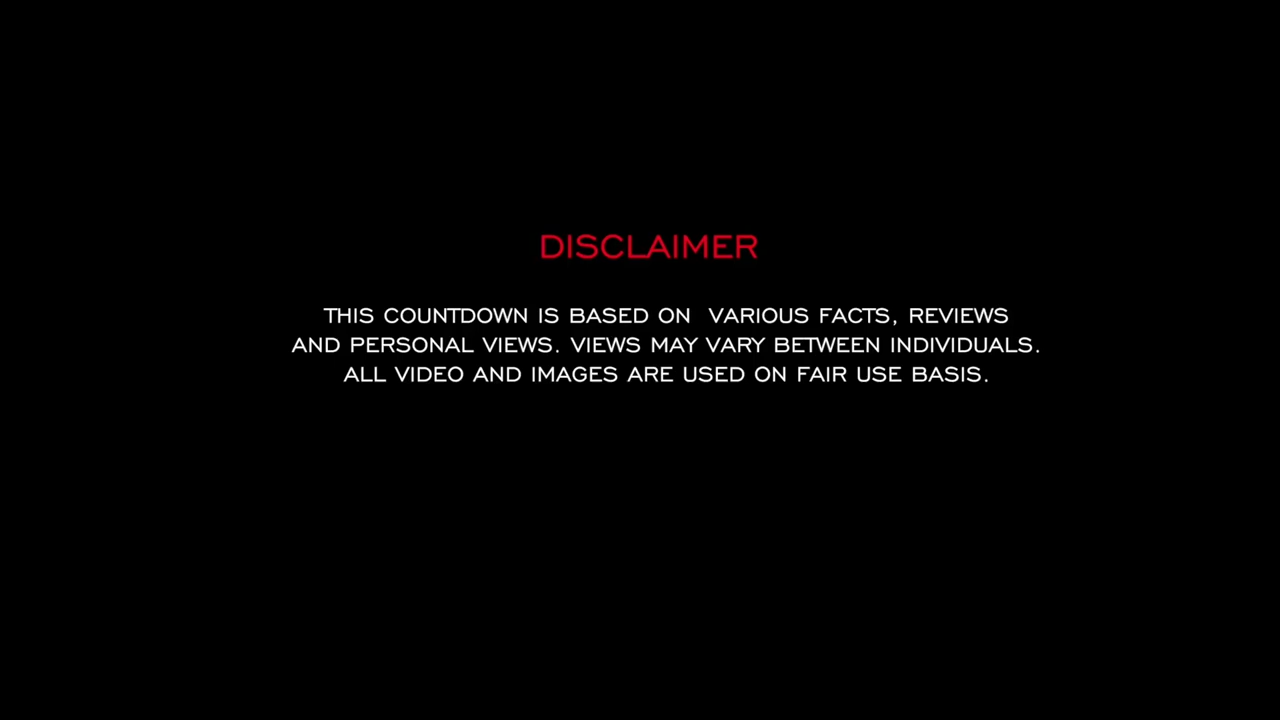 DISCLAIMER
THIS COUNTDOWN IS BASED ON  VARIOUS FACTS, REVIEWS
AND PERSONAL VIEWS. VIEWS MAY VARY BETWEEN INDIVIDUALS.
ALL VIDEO AND IMAGES ARE USED ON FAIR USE BASIS.